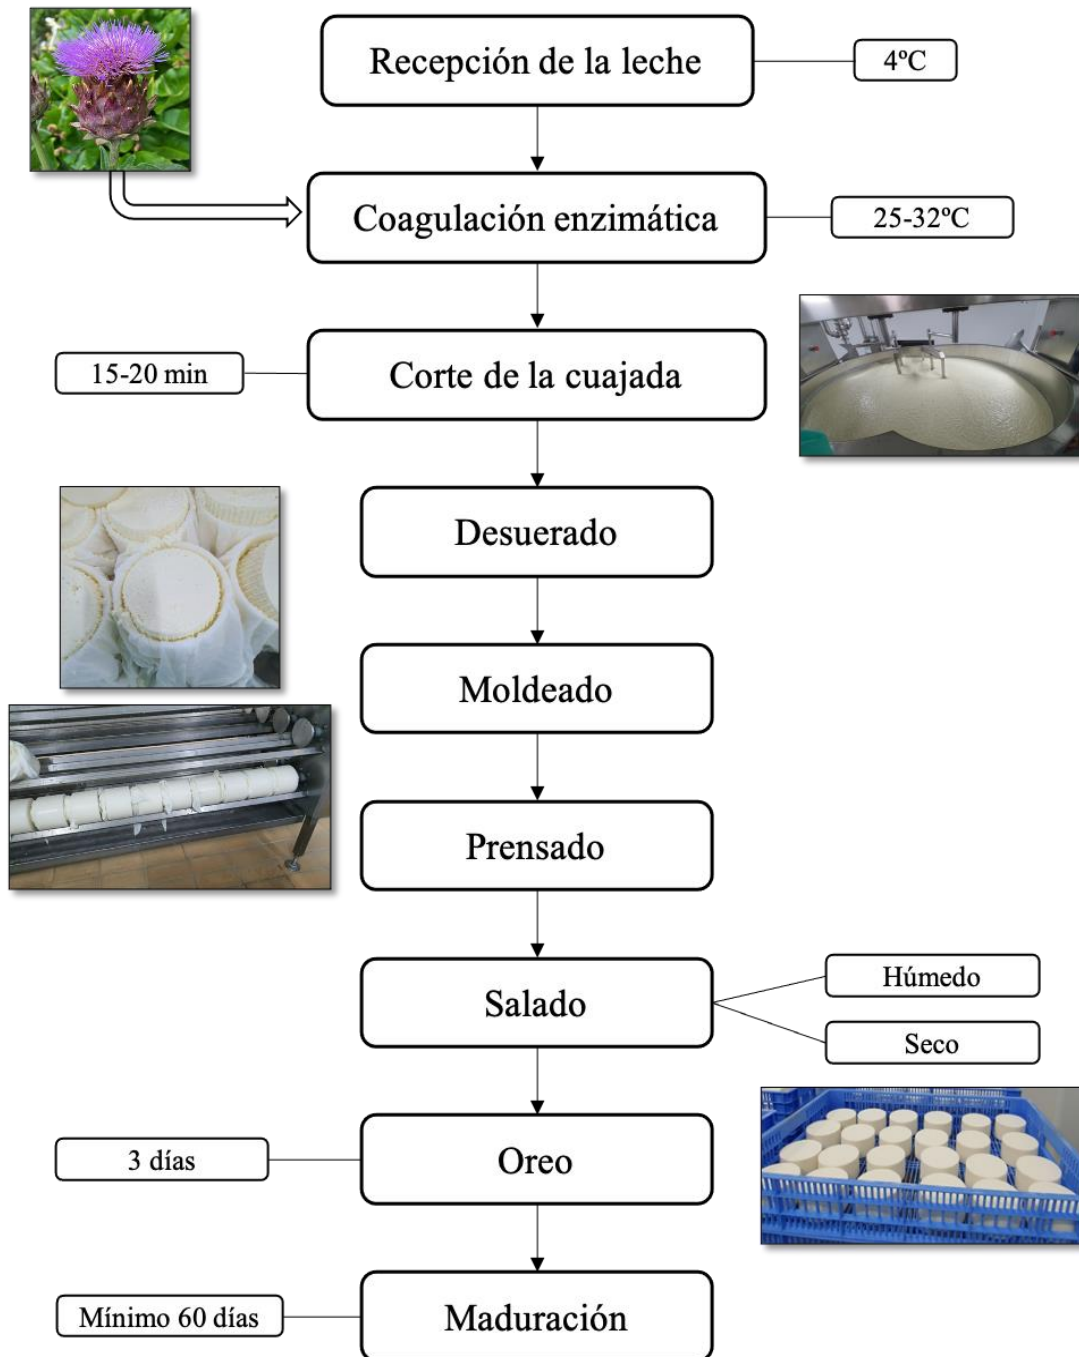 Recepción de la leche
4ºC
Coagulación enzimática
25-32ºC
15-20 min
Corte de la cuajada
Desuerado
Moldeado
Prensado
Salado
Húmedo
Seco
3 días
Oreo
Mínimo 60 días
Maduración